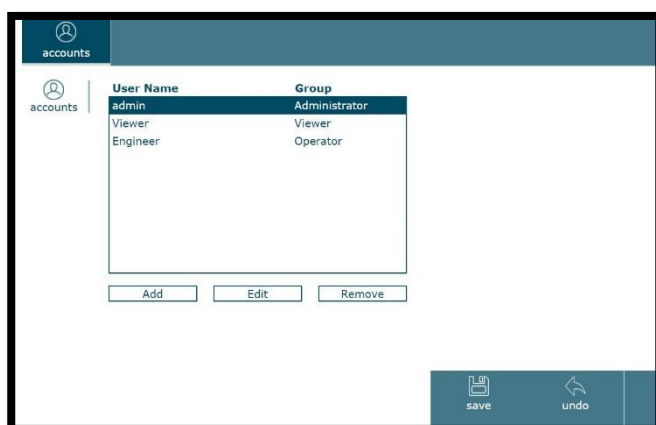 accounts
accounts
User Name Group
admin Administrator
Viewer Viewer
Engineer Operator
Add Edit Remove
save undo